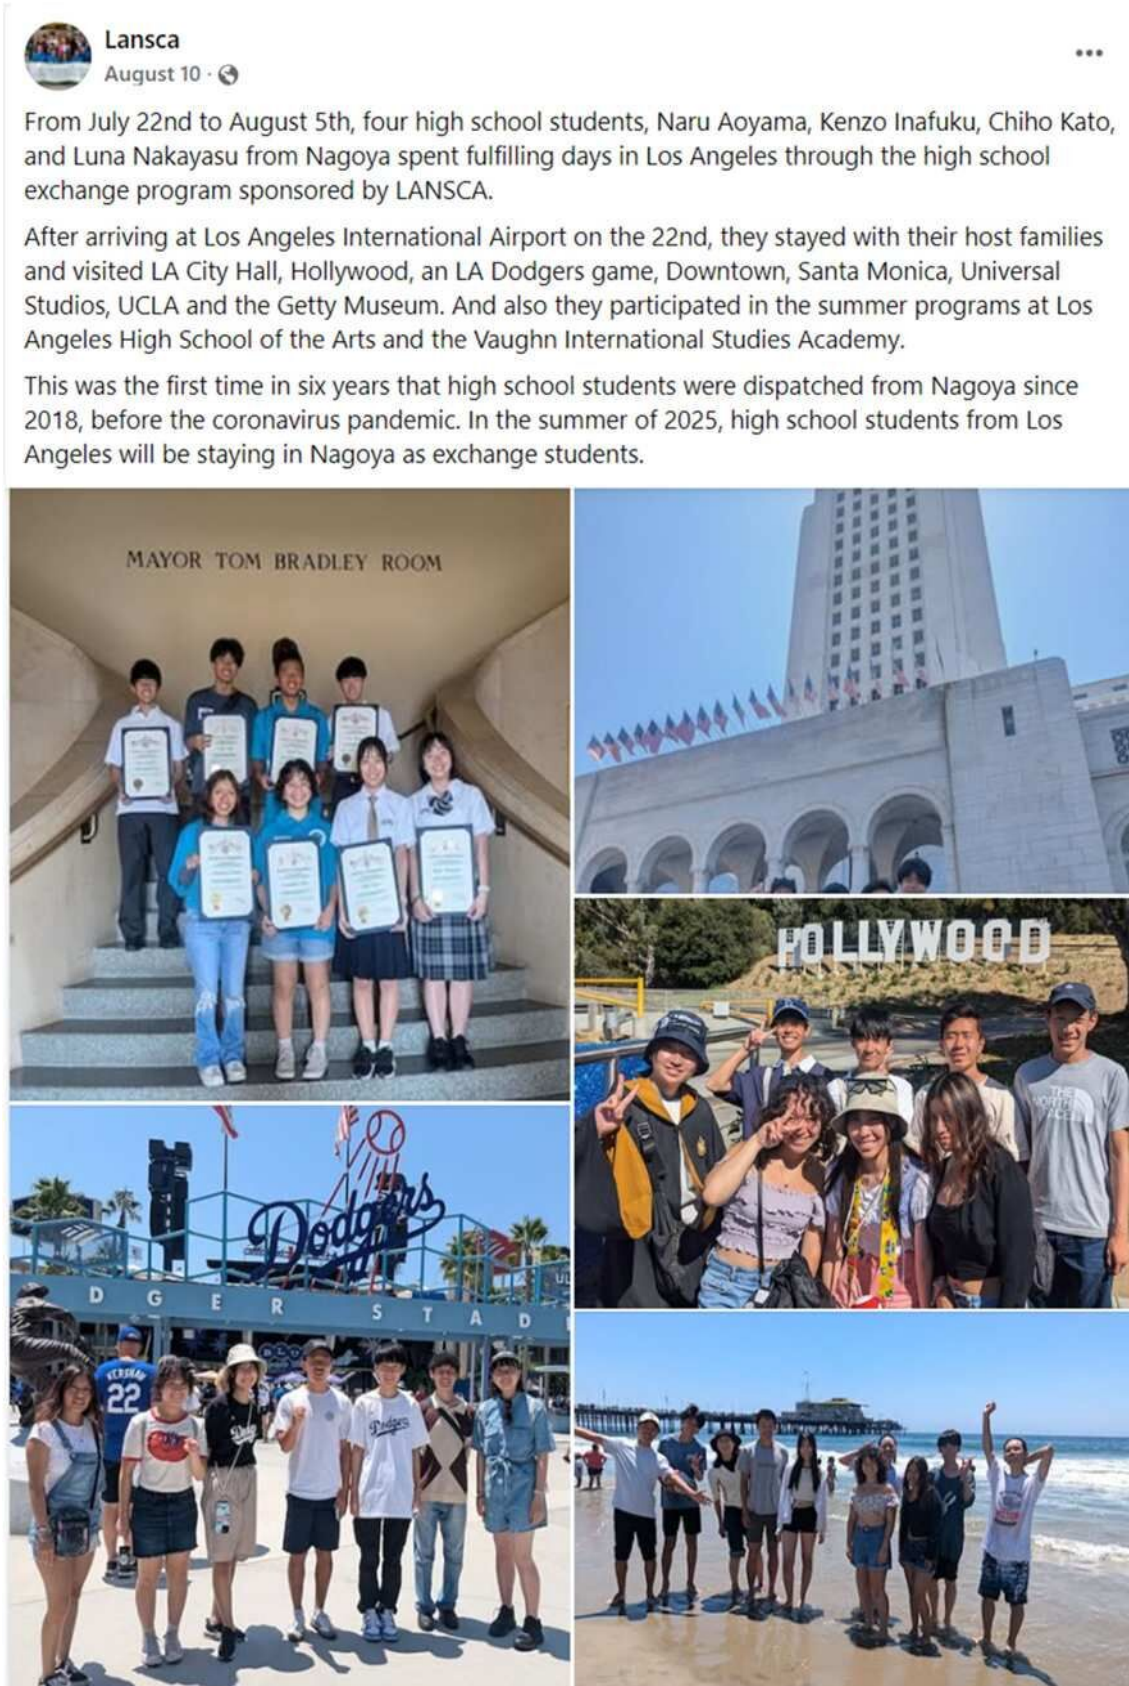 Lansca
August 10 ·
From July 22nd to August 5th, four high school students, Naru Aoyama, Kenzo Inafuku, Chiho Kato,
and Luna Nakayasu from Nagoya spent fulfilling days in Los Angeles through the high school
exchange program sponsored by LANSCA.
After arriving at Los Angeles International Airport on the 22nd, they stayed with their host families
and visited LA City Hall, Hollywood, an LA Dodgers game, Downtown, Santa Monica, Universal
Studios, UCLA and the Getty Museum. And also they participated in the summer programs at Los
Angeles High School of the Arts and the Vaughn International Studies Academy.
This was the first time in six years that high school students were dispatched from Nagoya since
2018, before the coronavirus pandemic. In the summer of 2025, high school students from Los
Angeles will be staying in Nagoya as exchange students.
MAYOR TOM BRADLEY ROOM
HOLLYWOOD
THE
NORTH
FACE
Dodgers
D G E R S T A D
KERSHAW
22
Dodgers